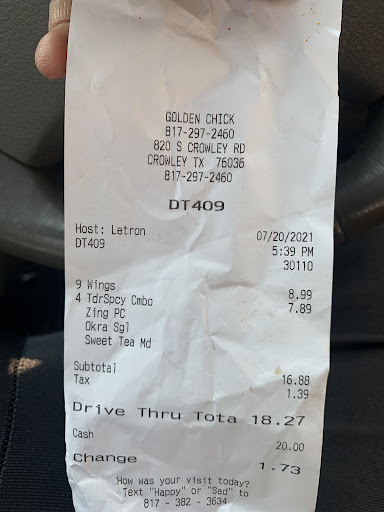 GOLDEN CHICK
817-297-2460
820 S CROWLEY RD
CROWLEY TX 76036
817-297-2460
DT409
Host: Letron 07/20/2021
DT409 5:39 PM
30110
9 Wings 8.99
4 TdrSpcy Cmbo 7.89
Zing PC
Okra Sgl
Sweet Tea Md
Subtotal 16.88
Tax 1.39
Drive Thru Tota 18.27
Cash 20.00
Change 1.73
How was your visit today?
Text "Happy" or "Sad" to
817 - 382 - 3634